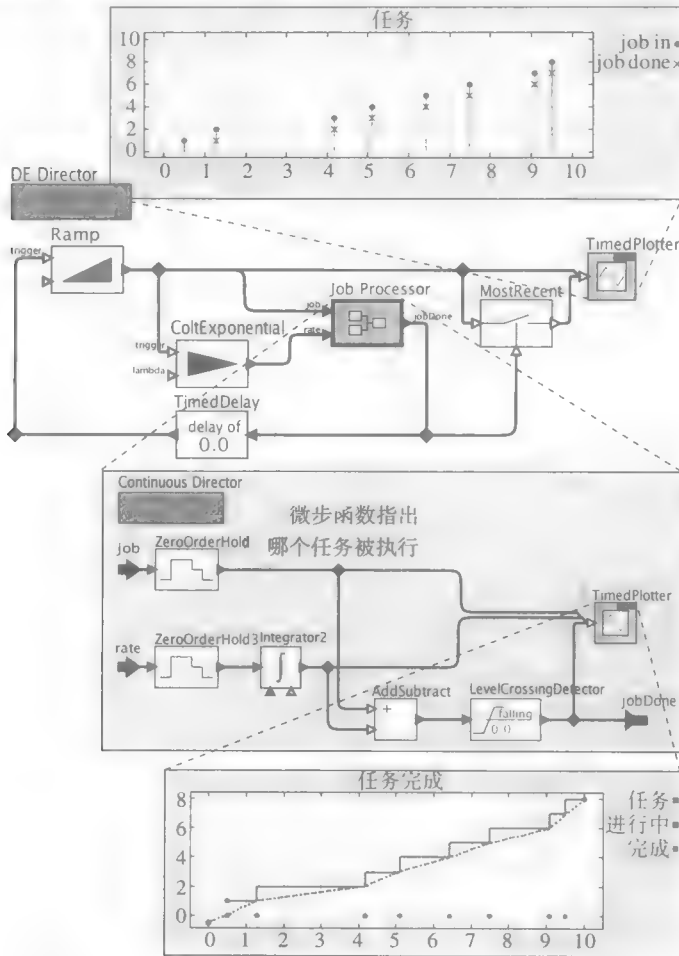 任务
10
8
6
4
2
0
job in
job done
0 1 2 3 4 5 6 7 8 9 10
DE Director
Ramp
trigger
TimedPlotter
Job Processor
MostRecent
job
rate
jobDone
ColtExponential
trigger
lambda
TimedDelay
delay of
0.0
Continuous Director
微步函数指出
哪个任务被执行
job
ZeroOrderHold
TimedPlotter
rate
ZeroOrderHold3
Integrator2
AddSubtract
LevelCrossingDetector
jobDone
+
falling
0.0
任务完成
8
6
4
2
0
任务
进行中
完成
0 1 2 3 4 5 6 7 8 9 10